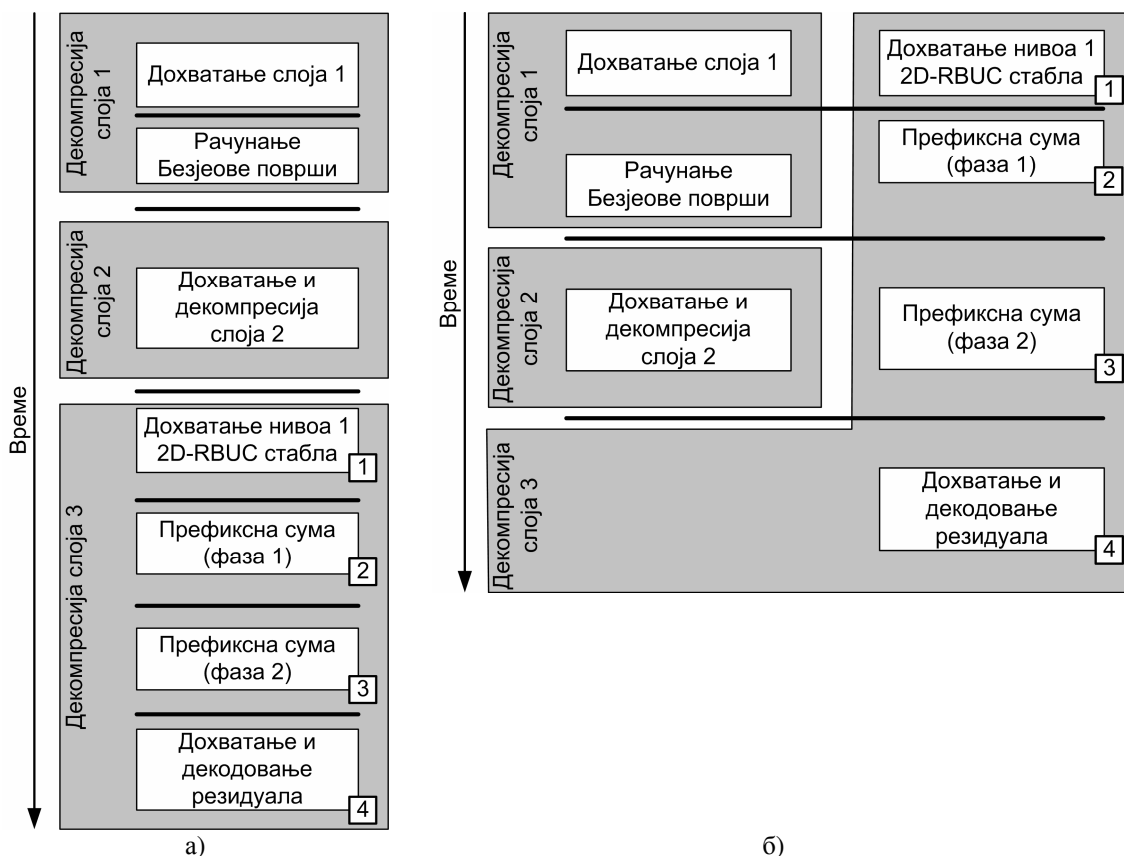 Време
Декомпресија
слоја 1
Дохватање слоја 1
Рачунање
Безјеове површи
Декомпресија
слоја 2
Дохватање и
декомпресија
слоја 2
Декомпресија слоја 3
Дохватање нивоа 1
2D-RBUC стабла
1
Префиксна сума
(фаза 1)
2
Префиксна сума
(фаза 2)
3
Дохватање и
декодовање
резидуала
4
а)
Време
Декомпресија
слоја 1
Дохватање слоја 1
Рачунање
Безјеове површи
Декомпресија
слоја 2
Дохватање и
декомпресија
слоја 2
Декомпресија
слоја 3
Дохватање нивоа 1
2D-RBUC стабла
1
Префиксна сума
(фаза 1)
2
Префиксна сума
(фаза 2)
3
Дохватање и
декодовање
резидуала
4
б)